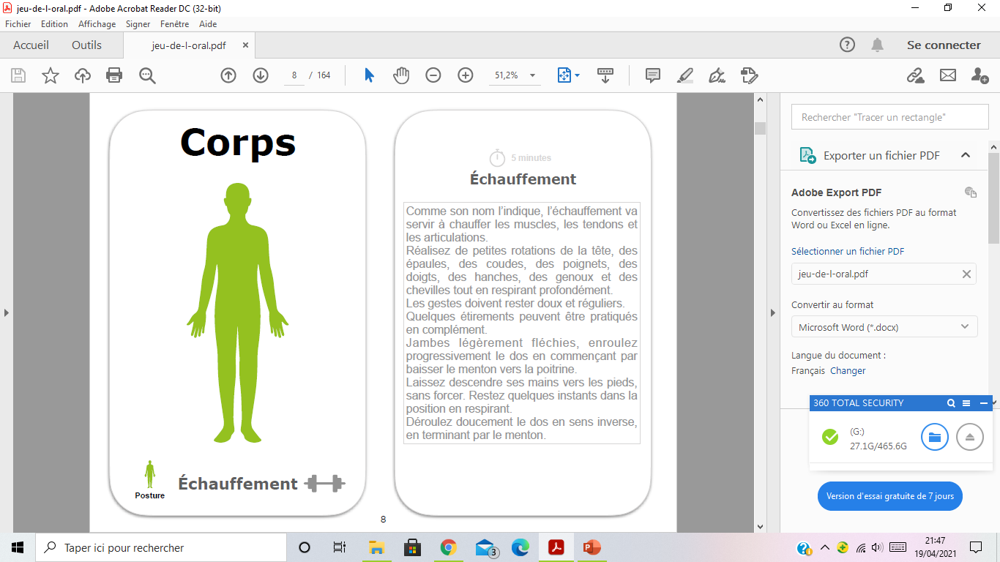 jeu-de-l-oral.pdf - Adobe Acrobat Reader DC (32-bit)
Fichier Edition Affichage Signer Fenêtre Aide
Accueil Outils jeu-de-l-oral.pdf × Se connecter
8 / 164 51,2%
Corps
Posture
Échauffement
5 minutes
Échauffement
Comme son nom l’indique, l’échauffement va
servir à chauffer les muscles, les tendons et
les articulations.
Réalisez de petites rotations de la tête, des
épaules, des coudes, des poignets, des
doigts, des hanches, des genoux et des
chevilles tout en respirant profondément.
Les gestes doivent rester doux et réguliers.
Quelques étirements peuvent être pratiqués
en complément.
Jambes légèrement fléchies, enroulez
progressivement le dos en commençant par
baisser le menton vers la poitrine.
Laissez descendre ses mains vers les pieds,
sans forcer. Restez quelques instants dans la
position en respirant.
Déroulez doucement le dos en sens inverse,
en terminant par le menton.
8
Rechercher "Tracer un rectangle"
Exporter un fichier PDF
Adobe Export PDF
Convertissez des fichiers PDF au format
Word ou Excel en ligne.
Sélectionner un fichier PDF
jeu-de-l-oral.pdf
Convertir au format
Microsoft Word (*.docx)
Langue du document :
Français Changer
360 TOTAL SECURITY
(G:)
27.1G/465.6G
Version d'essai gratuite de 7 jours
Taper ici pour rechercher
3
21:47
19/04/2021